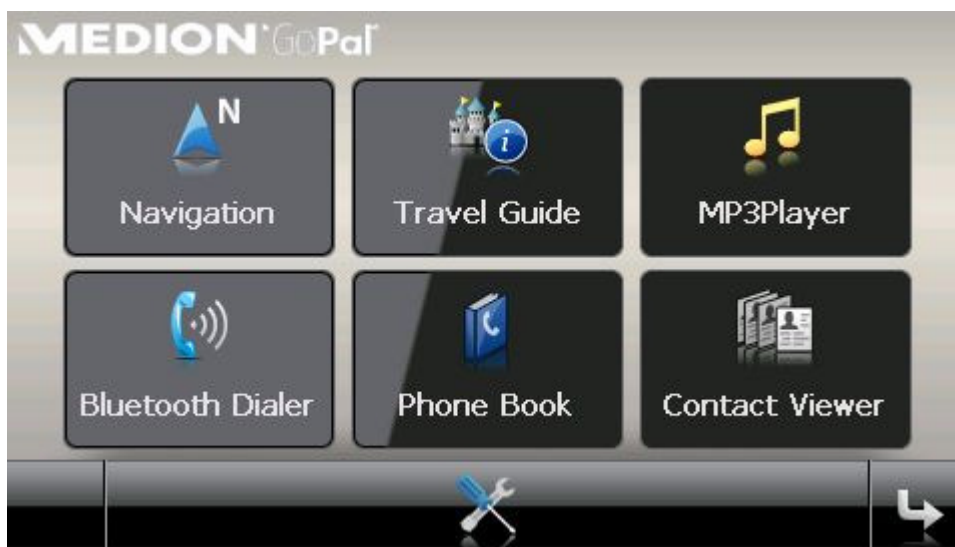 MEDION GoPal
N
Navigation
Travel Guide
MP3Player
Bluetooth Dialer
Phone Book
Contact Viewer